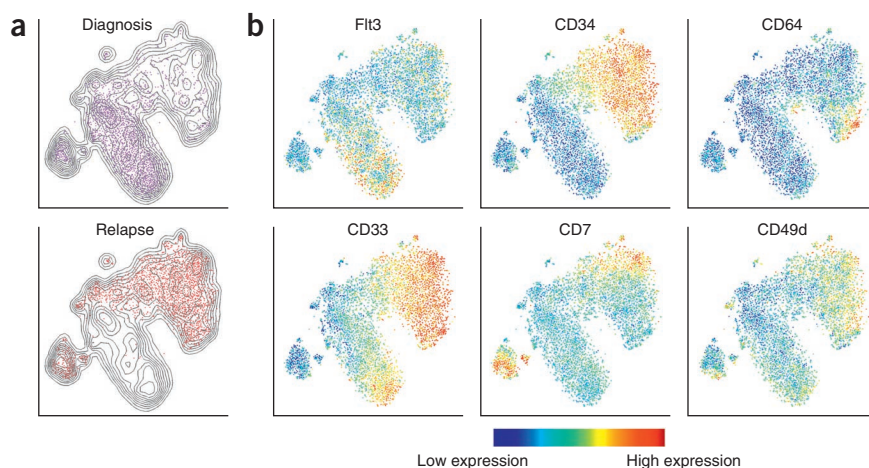 a
Diagnosis
Relapse
b
Flt3
CD34
CD64
CD33
CD7
CD49d
Low expression
High expression